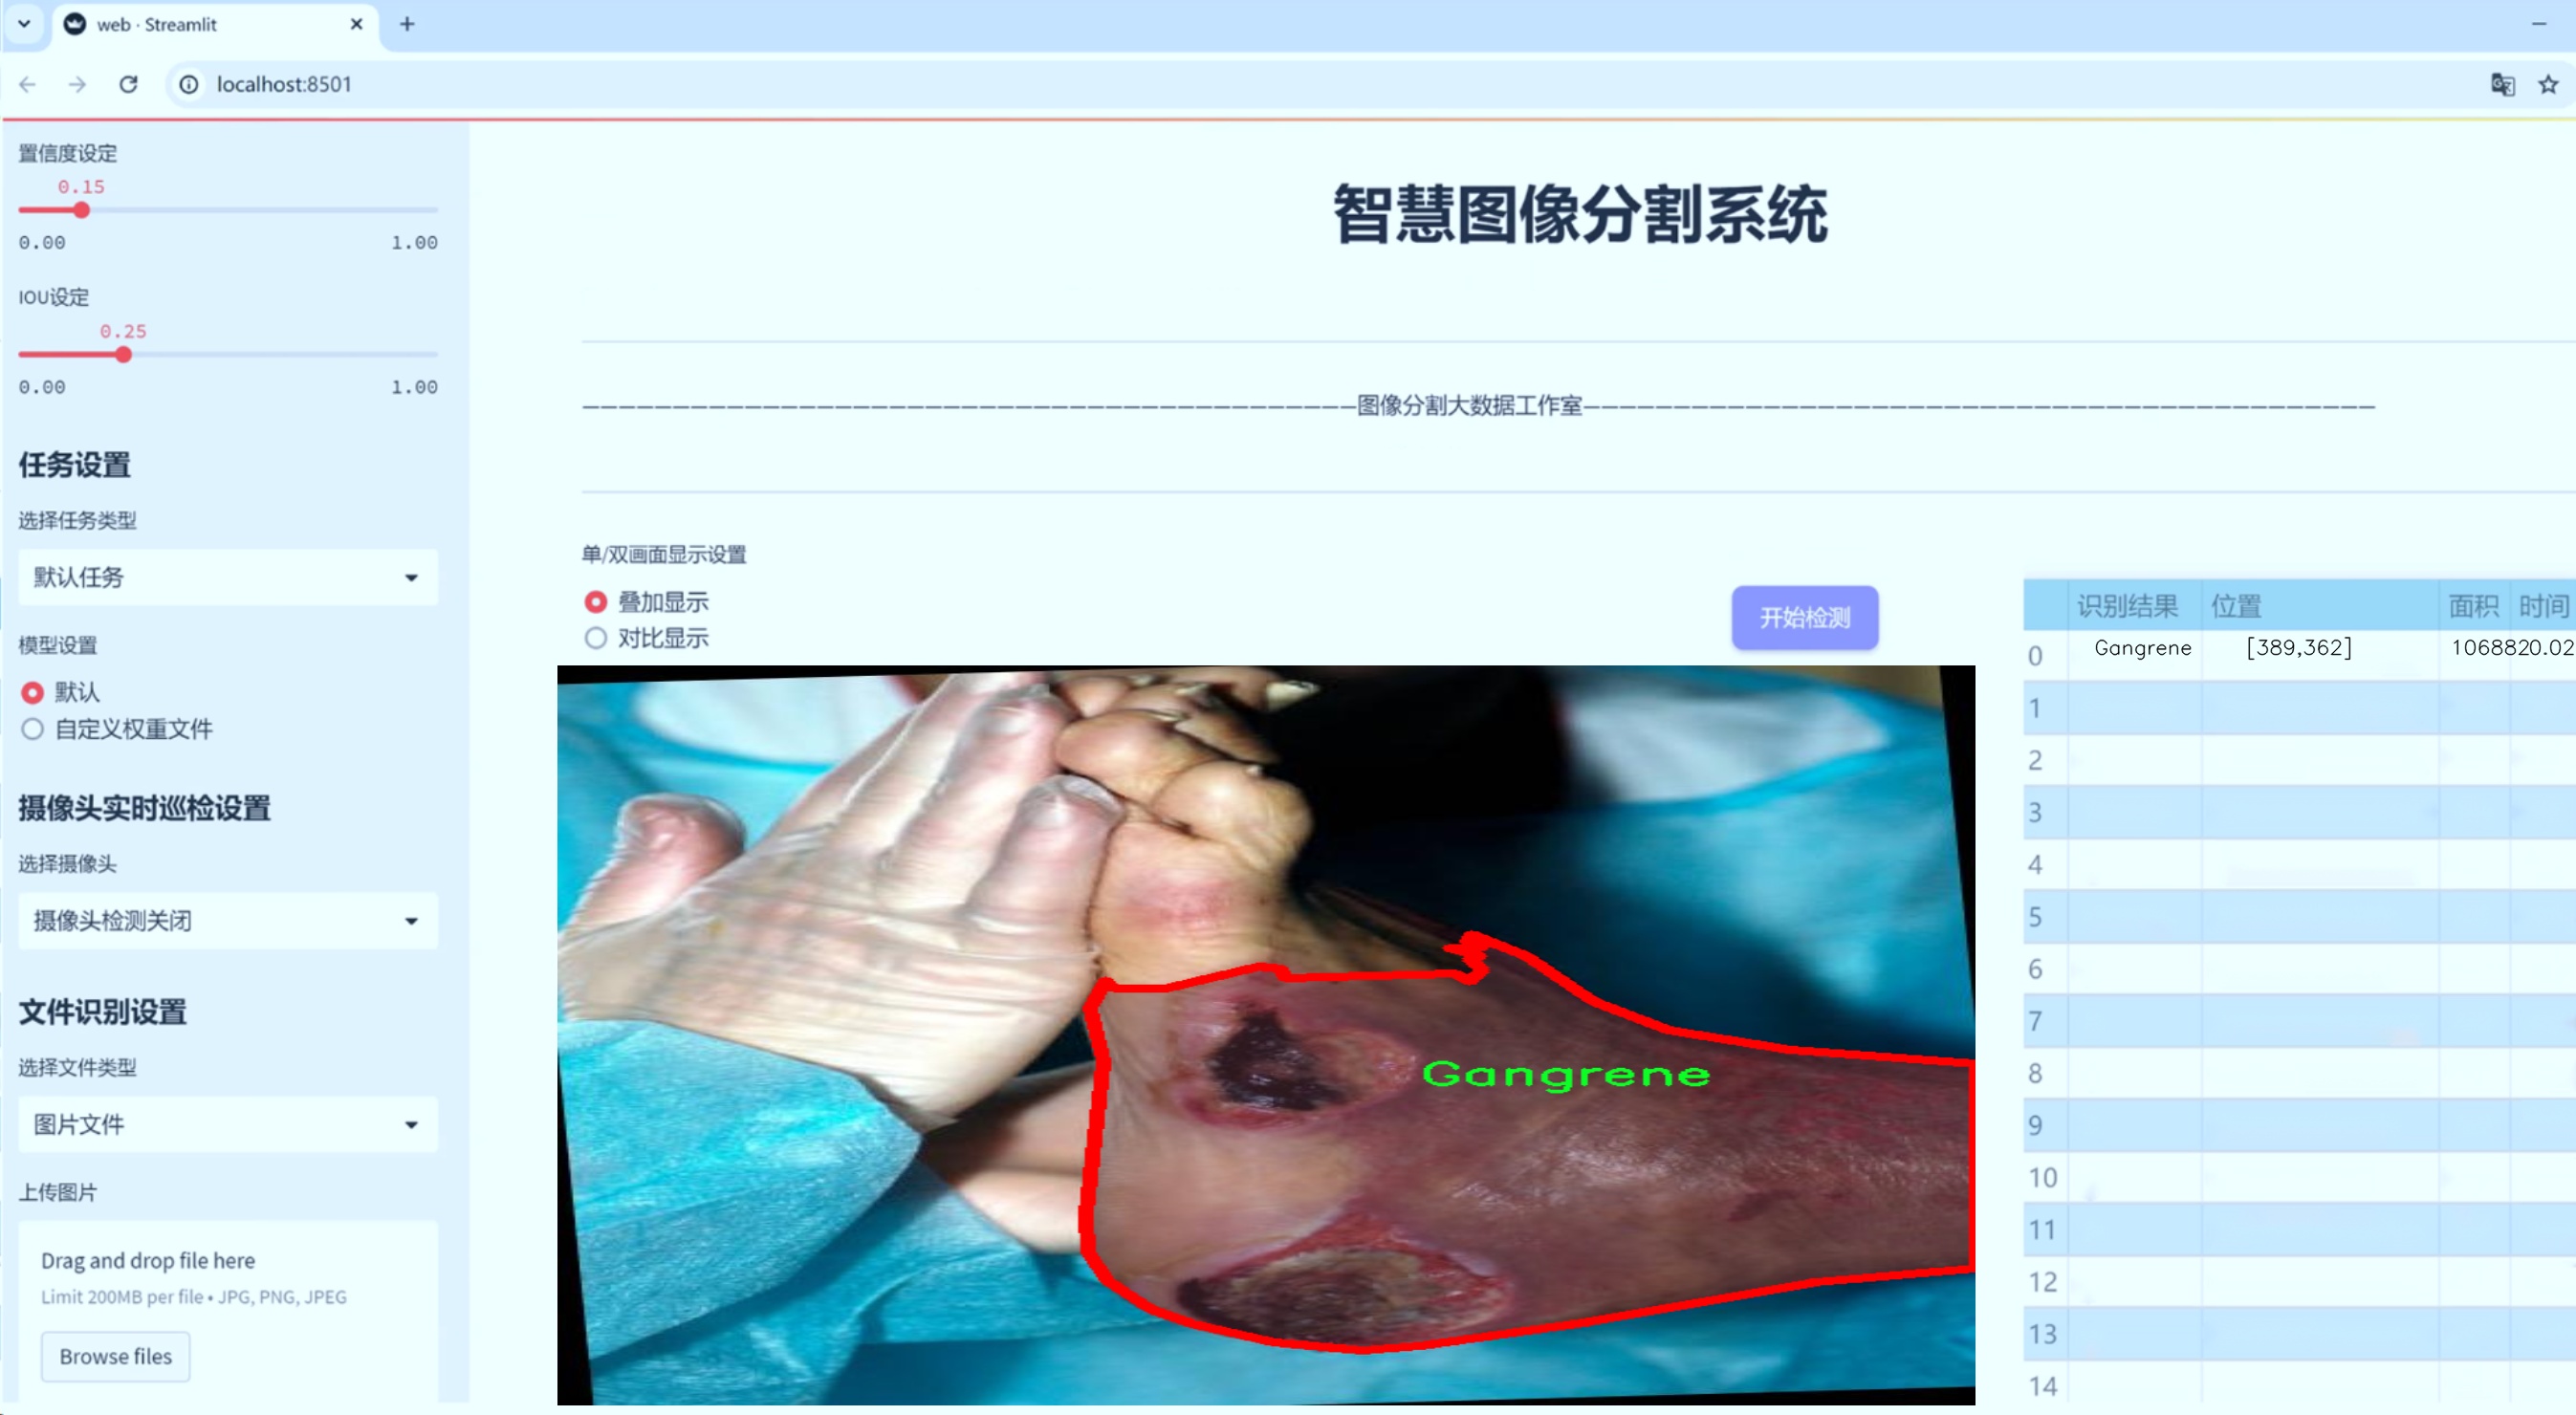 web · Streamlit
localhost:8501
置信度设定
0.15
0.00 1.00
IOU设定
0.25
0.00 1.00
任务设置
选择任务类型
默认任务
模型设置
默认
自定义权重文件
摄像头实时巡检设置
选择摄像头
摄像头检测关闭
文件识别设置
选择文件类型
图片文件
上传图片
Drag and drop file here
Limit 200MB per file • JPG, PNG, JPEG
Browse files
智慧图像分割系统
———————————————————————————————————————————图像分割大数据工作室————————————————————————————————————————————
单/双画面显示设置
叠加显示
对比显示
开始检测
Gangrene
识别结果 位置 面积 时间
0 Gangrene [389,362] 1068820.02
1
2
3
4
5
6
7
8
9
10
11
12
13
14